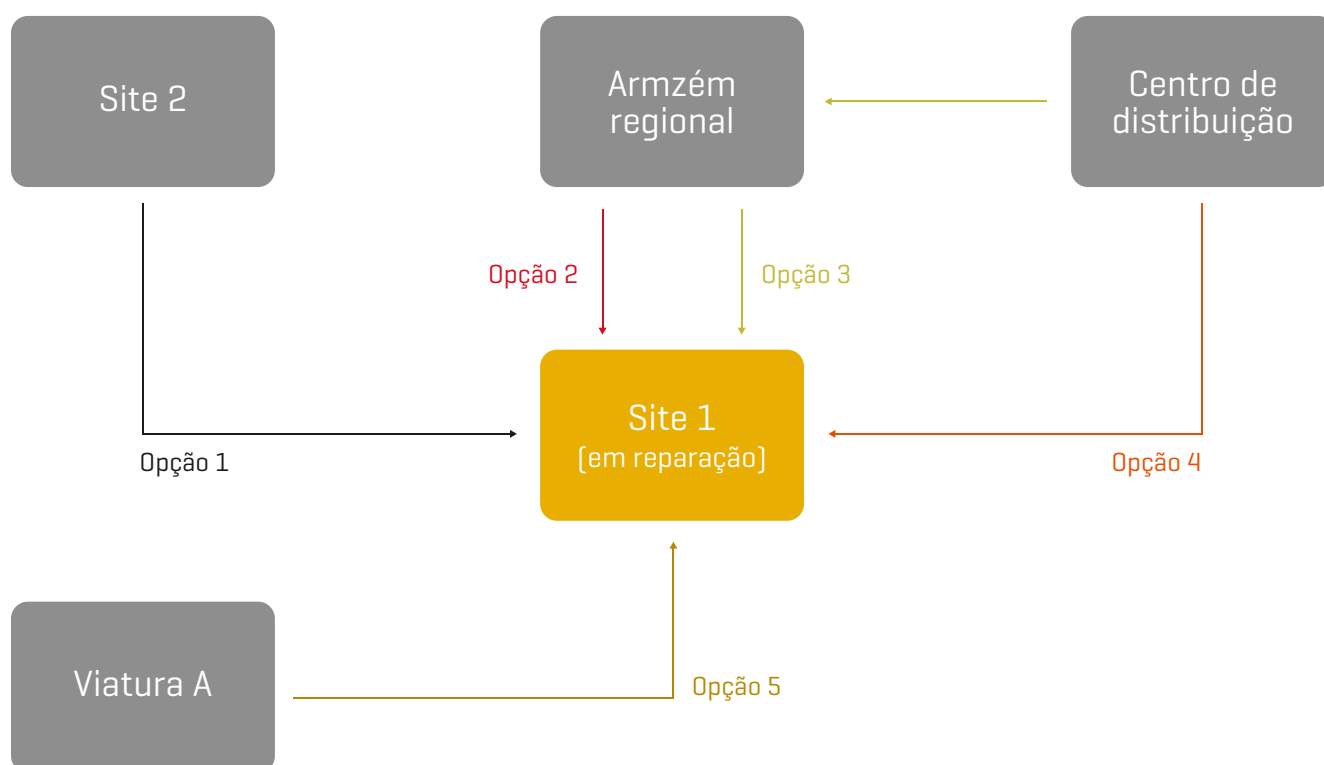 Site 2
Armzém
regional
Centro de
distribuição
Opção 2
Opção 3
Site 1
(em reparação)
Opção 1
Opção 4
Viatura A
Opção 5